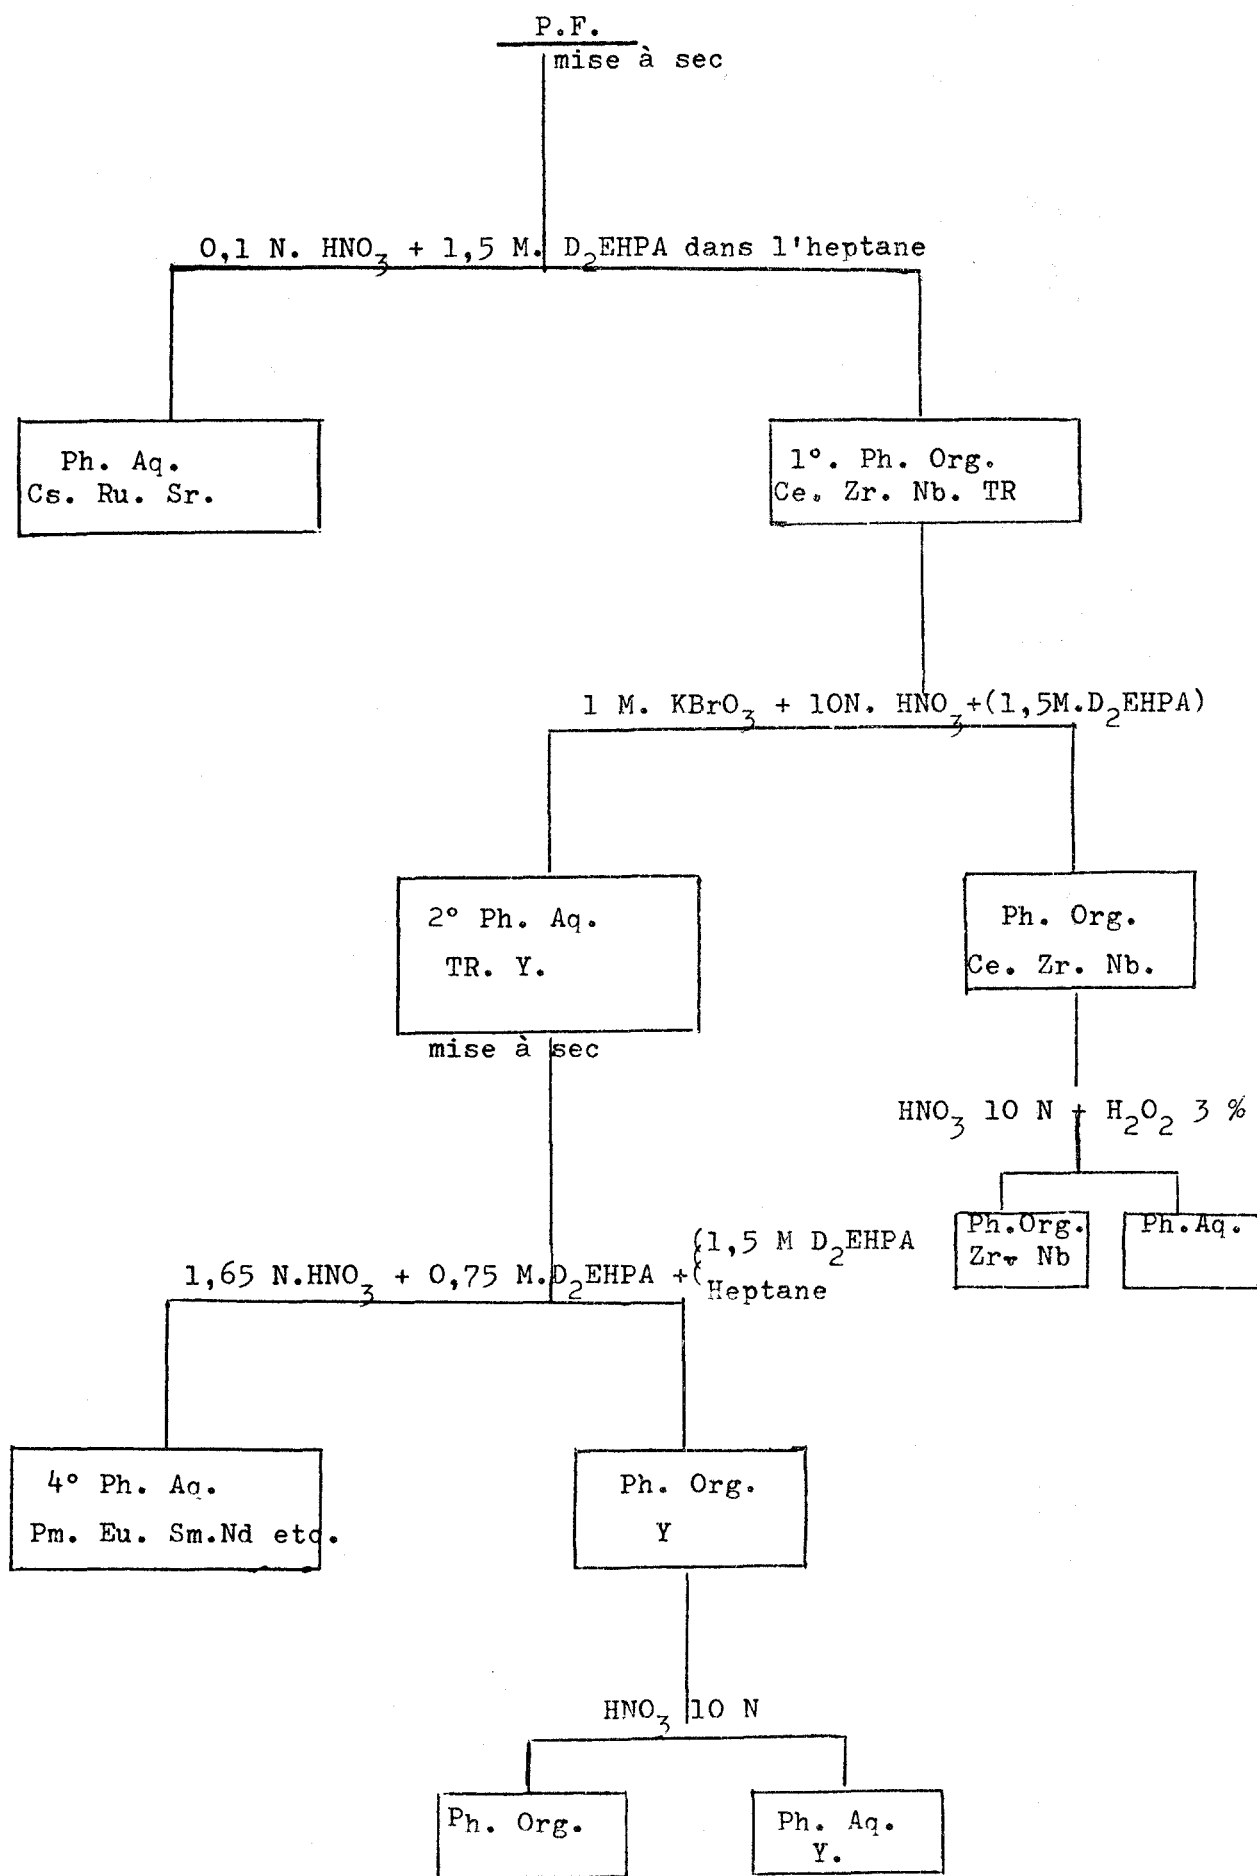 P.F.
mise à sec
0,1 N. HNO₃ + 1,5 M. D₂EHPA dans l'heptane
Ph. Aq.
Cs. Ru. Sr.
1°. Ph. Org.
Ce. Zr. Nb. TR
1 M. KBrO₃ + 10N. HNO₃+(1,5M.D₂EHPA)
2° Ph. Aq.
TR. Y.
mise à sec
Ph. Org.
Ce. Zr. Nb.
HNO₃ 10 N + H₂O₂ 3 %
Ph.Org.
Zr. Nb
Ph.Aq.
1,65 N.HNO₃ + 0,75 M.D₂EHPA +(1,5 M D₂EHPA
Heptane
4° Ph. Aq.
Pm. Eu. Sm.Nd etc.
Ph. Org.
Y
HNO₃ 10 N
Ph. Org.
Ph. Aq.
Y.